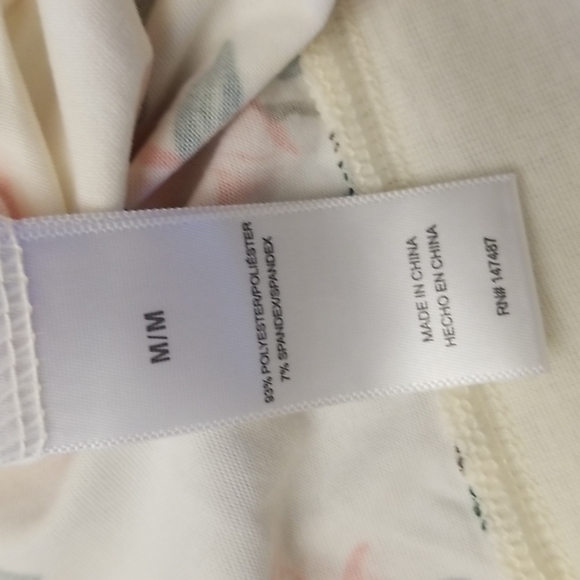 M/M
93% POLYESTER/POLIÉSTER
7% SPANDEX/SPANDEX
MADE IN CHINA
HECHO EN CHINA
RN# 147487